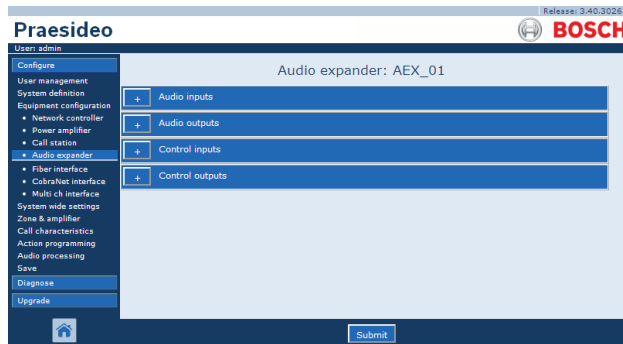 Release: 3.40.3026
Praesideo
BOSCH
User: admin
Configure
User management
System definition
Equipment configuration
• Network controller
• Power amplifier
• Call station
• Audio expander
• Fiber interface
• CobraNet interface
• Multi ch interface
System wide settings
Zone & amplifier
Call characteristics
Action programming
Audio processing
Save
Diagnose
Upgrade
Audio expander: AEX_01
+ Audio inputs
+ Audio outputs
+ Control inputs
+ Control outputs
Submit